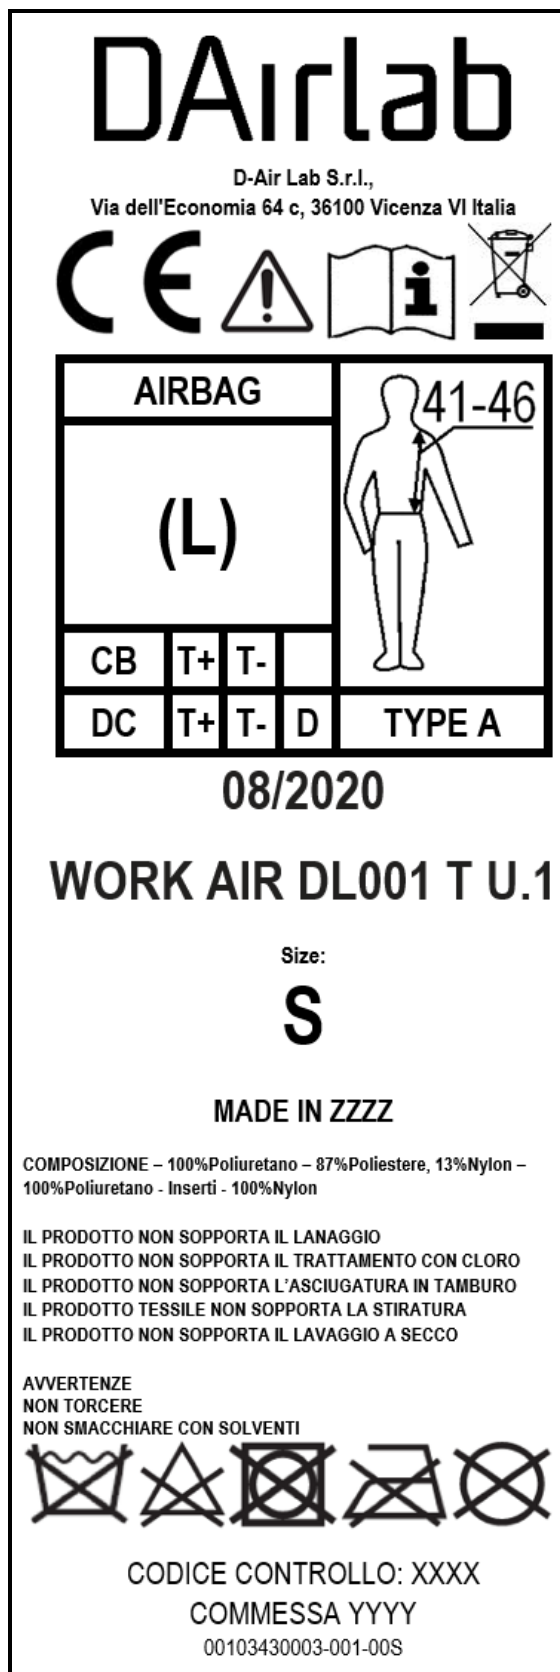 DAırlab
D-Air Lab S.r.l.,
Via dell'Economia 64 c, 36100 Vicenza VI Italia
CE
AIRBAG
41-46
(L)
CB T+ T-
DC T+ T- D TYPE A
08/2020
WORK AIR DL001 T U.1
Size:
S
MADE IN ZZZZ
COMPOSIZIONE – 100%Poliuretano – 87%Poliestere, 13%Nylon –
100%Poliuretano - Inserti - 100%Nylon
IL PRODOTTO NON SOPPORTA IL LANAGGIO
IL PRODOTTO NON SOPPORTA IL TRATTAMENTO CON CLORO
IL PRODOTTO NON SOPPORTA L’ASCIUGATURA IN TAMBURO
IL PRODOTTO TESSILE NON SOPPORTA LA STIRATURA
IL PRODOTTO NON SOPPORTA IL LAVAGGIO A SECCO
AVVERTENZE
NON TORCERE
NON SMACCHIARE CON SOLVENTI
CODICE CONTROLLO: XXXX
COMMESSA YYYY
00103430003-001-00S